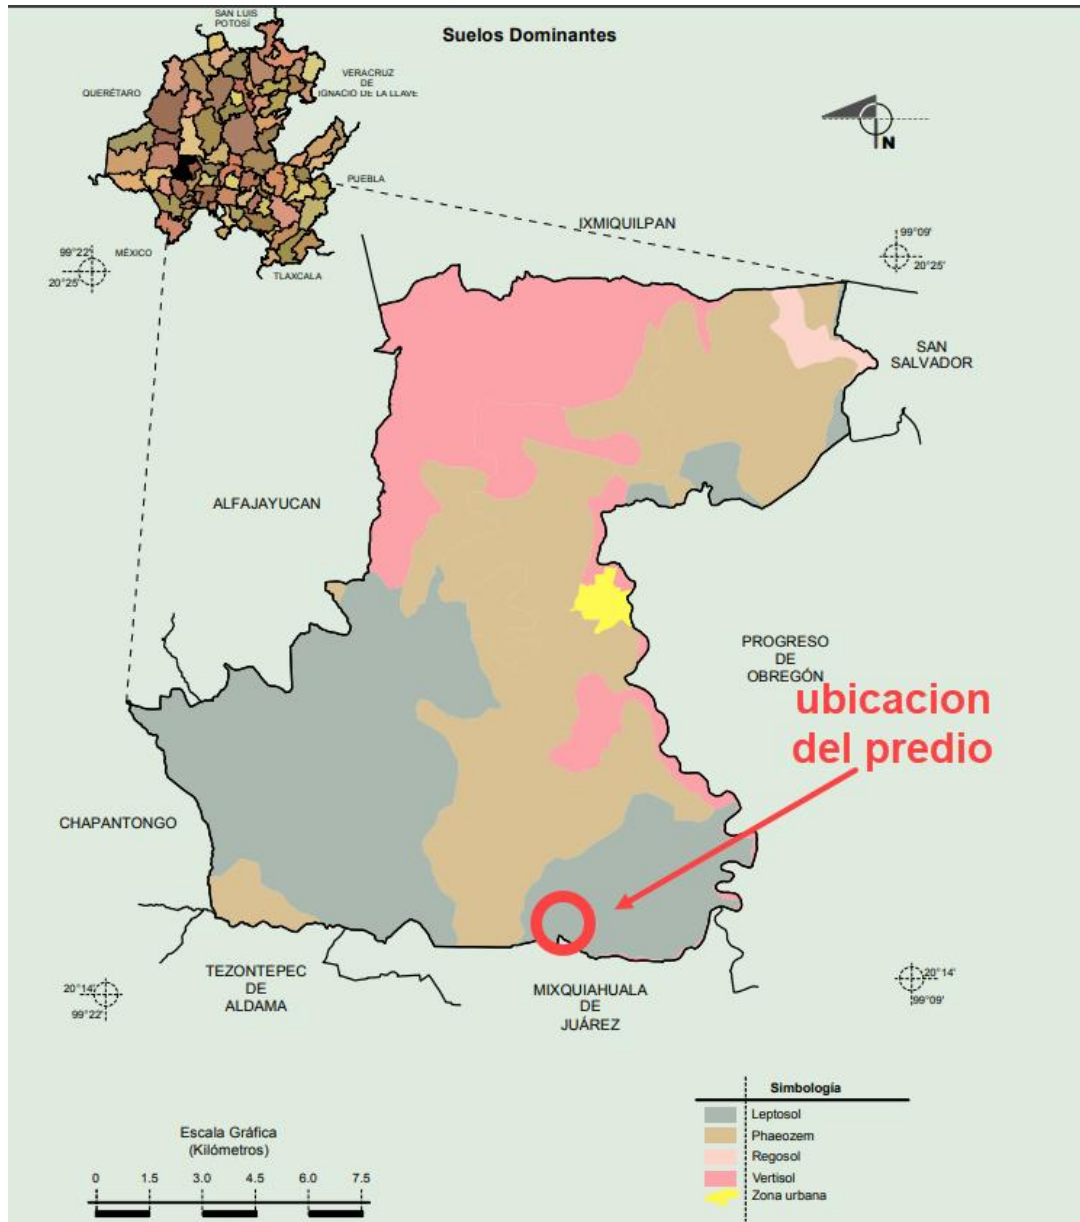 Suelos Dominantes
SAN LUIS
POTOSÍ
QUERÉTARO
VERACRUZ
DE
IGNACIO DE LA LLAVE
PUEBLA
MÉXICO
TLAXCALA
N
99°22'
20°25'
IXMIQUILPAN
99°09'
20°25'
SAN
SALVADOR
ALFAJAYUCAN
PROGRESO
DE
OBREGÓN
ubicacion
del predio
CHAPANTONGO
TEZONTEPEC
DE
ALDAMA
MIXQUIAHUALA
DE
JUÁREZ
20°14'
99°22'
20°14'
99°09'
Simbología
Leptosol
Phaeozem
Regosol
Vertisol
Zona urbana
Escala Gráfica
(Kilómetros)
0 1.5 3.0 4.5 6.0 7.5